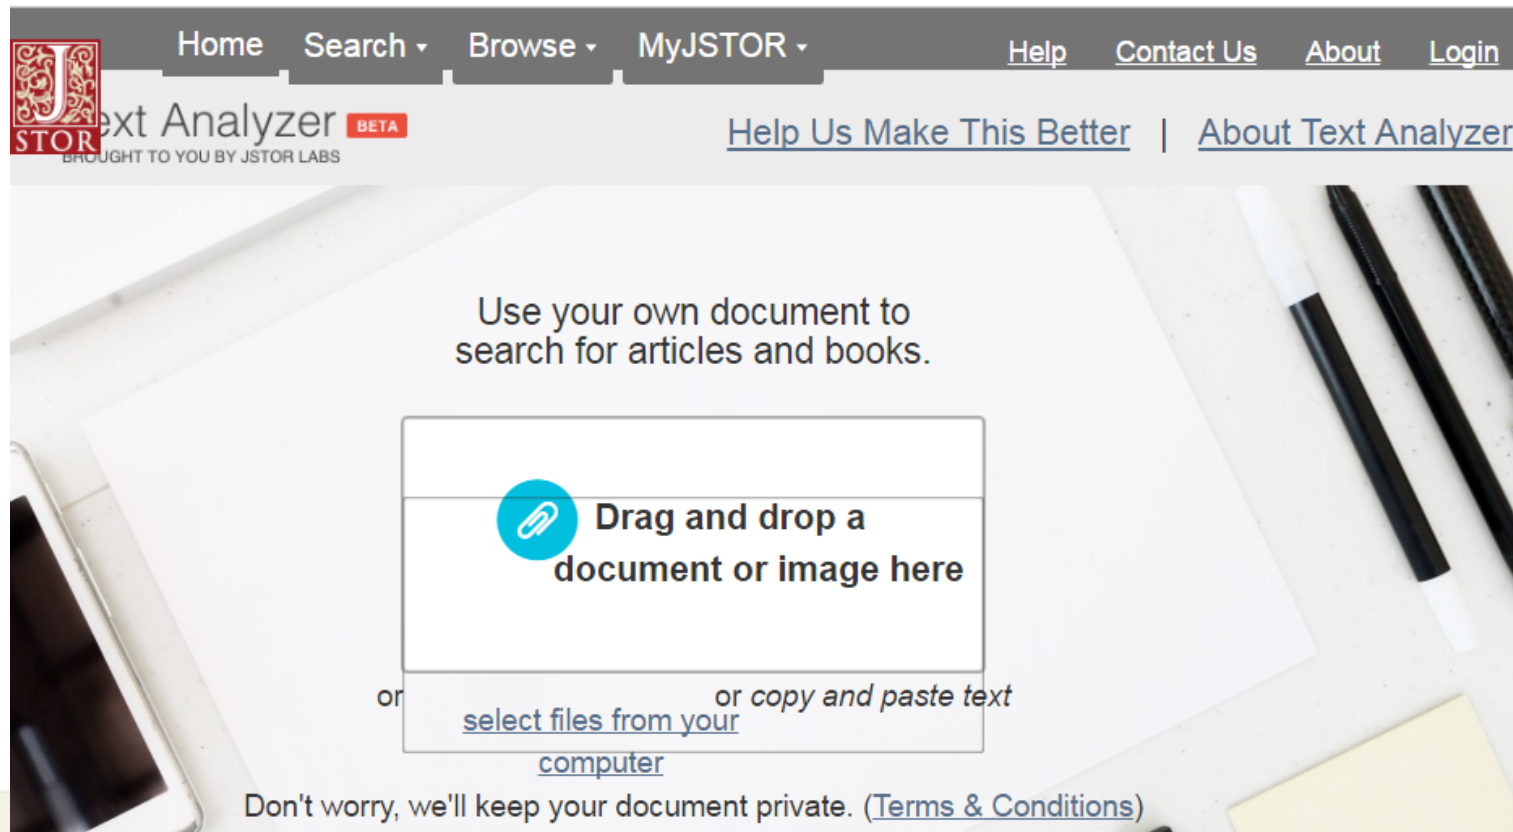 Home Search Browse MyJSTOR Help Contact Us About Login
J
STOR
ext Analyzer BETA
BROUGHT TO YOU BY JSTOR LABS
Help Us Make This Better | About Text Analyzer
Use your own document to
search for articles and books.
Drag and drop a
document or image here
or select files from your or copy and paste text
computer
Don't worry, we'll keep your document private. (Terms & Conditions)